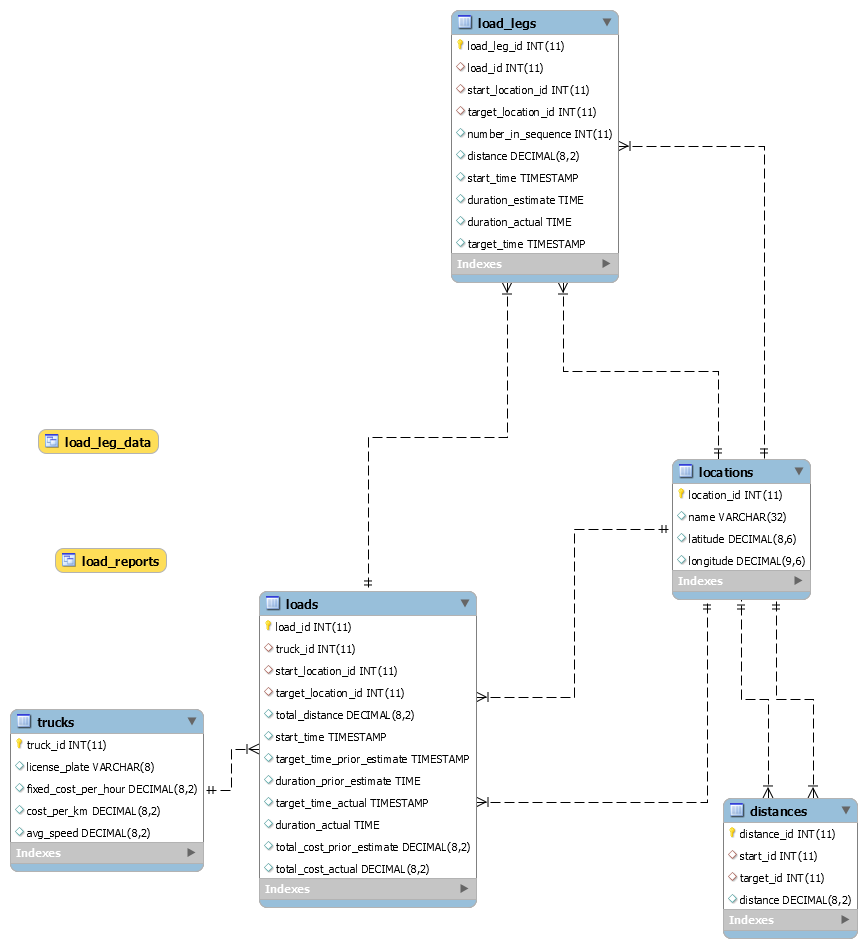 load_legs
load_leg_id INT(11)
load_id INT(11)
start_location_id INT(11)
target_location_id INT(11)
number_in_sequence INT(11)
distance DECIMAL(8,2)
start_time TIMESTAMP
duration_estimate TIME
duration_actual TIME
target_time TIMESTAMP
Indexes
load_leg_data
load_reports
locations
location_id INT(11)
name VARCHAR(32)
latitude DECIMAL(8,6)
longitude DECIMAL(9,6)
Indexes
loads
load_id INT(11)
truck_id INT(11)
start_location_id INT(11)
target_location_id INT(11)
total_distance DECIMAL(8,2)
start_time TIMESTAMP
target_time_prior_estimate TIMESTAMP
duration_prior_estimate TIME
target_time_actual TIMESTAMP
duration_actual TIME
total_cost_prior_estimate DECIMAL(8,2)
total_cost_actual DECIMAL(8,2)
Indexes
trucks
truck_id INT(11)
license_plate VARCHAR(8)
fixed_cost_per_hour DECIMAL(8,2)
cost_per_km DECIMAL(8,2)
avg_speed DECIMAL(8,2)
Indexes
distances
distance_id INT(11)
start_id INT(11)
target_id INT(11)
distance DECIMAL(8,2)
Indexes